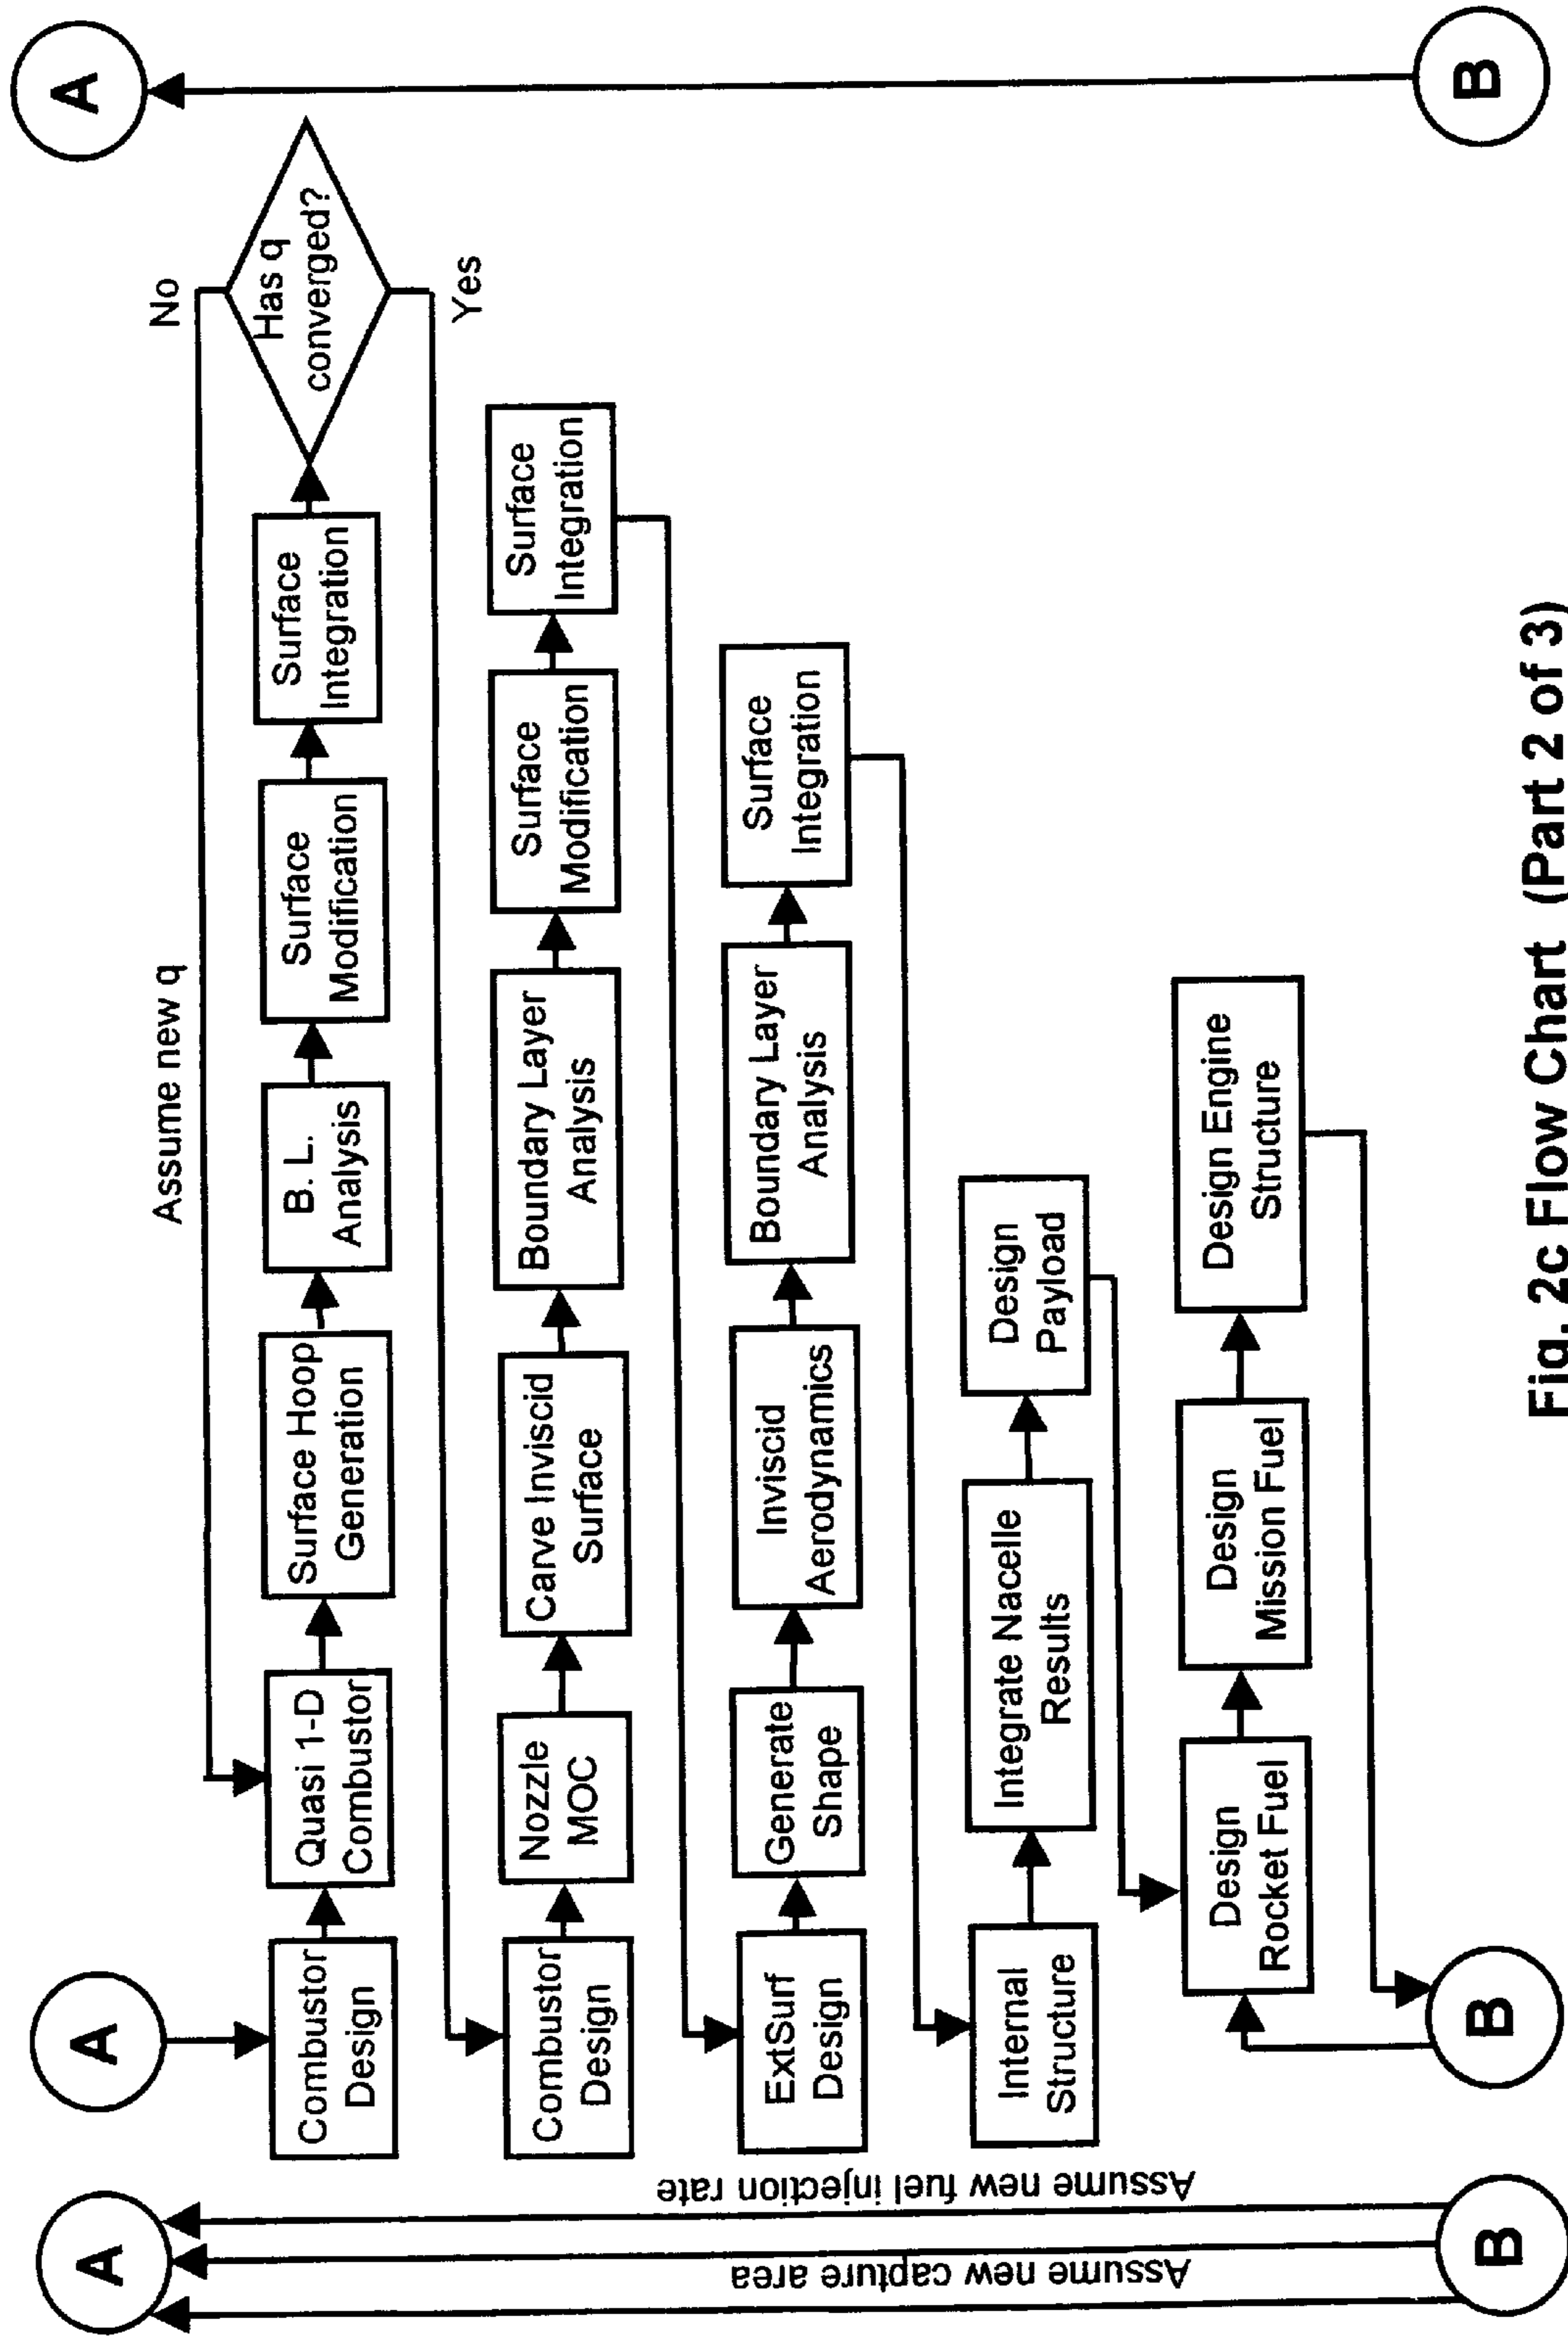 A
A
A
No
Assume new q
Combustor
Design
Quasi 1-D
Combustor
Surface Hoop
Generation
B. L.
Analysis
Surface
Modification
Surface
Integration
Has q
converged?
Yes
Combustor
Design
Nozzle
MOC
Carve Inviscid
Surface
Boundary Layer
Analysis
Surface
Modification
Surface
Integration
ExtSurf
Design
Generate
Shape
Inviscid
Aerodynamics
Boundary Layer
Analysis
Surface
Integration
Internal
Structure
Integrate Nacelle
Results
Design
Payload
Design
Rocket Fuel
Design
Mission Fuel
Design Engine
Structure
Assume new capture area
Assume new fuel injection rate
B
B
B
Fig. 2c Flow Chart (Part 2 of 3)